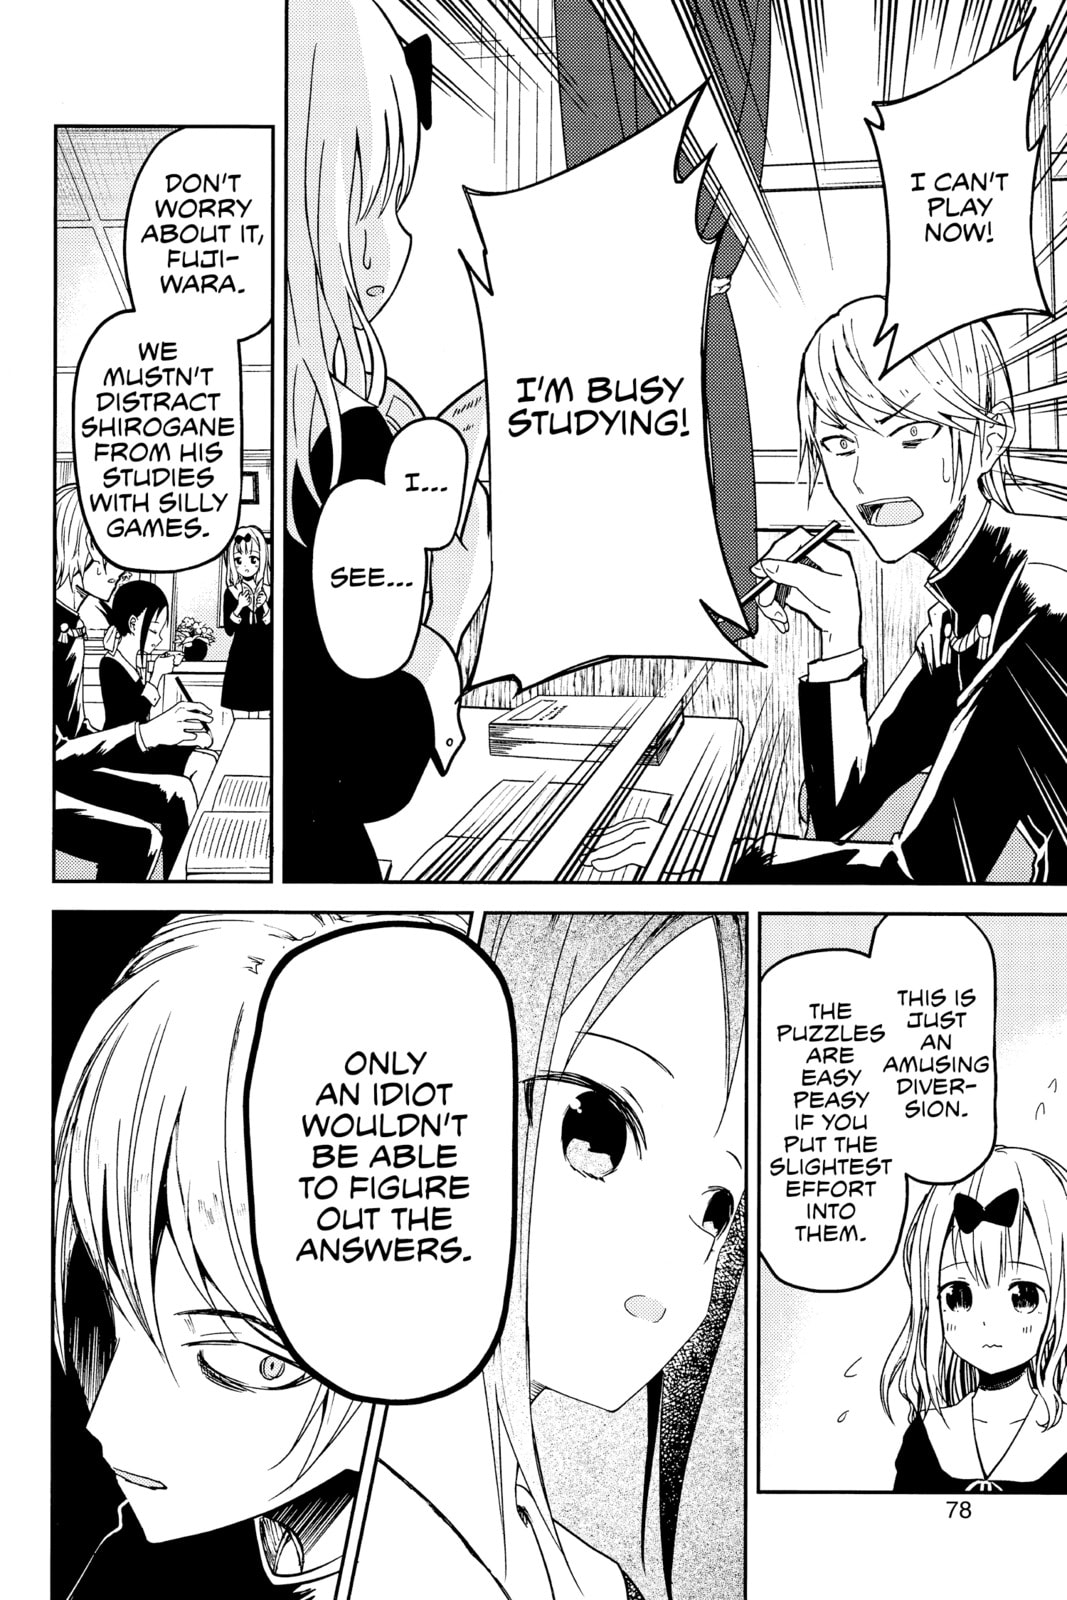 I CAN'T
PLAY
NOW!
I'M BUSY
STUDYING!
I...
SEE...
DON'T
WORRY
ABOUT IT,
FUJI-
WARA.
WE
MUSTN'T
DISTRACT
SHIROGANE
FROM HIS
STUDIES
WITH SILLY
GAMES.
THIS IS
JUST
AN
AMUSING
DIVER-
SION.
THE
PUZZLES
ARE
EASY
PEASY
IF YOU
PUT THE
SLIGHTEST
EFFORT
INTO
THEM.
ONLY
AN IDIOT
WOULDN'T
BE ABLE
TO FIGURE
OUT THE
ANSWERS.
78